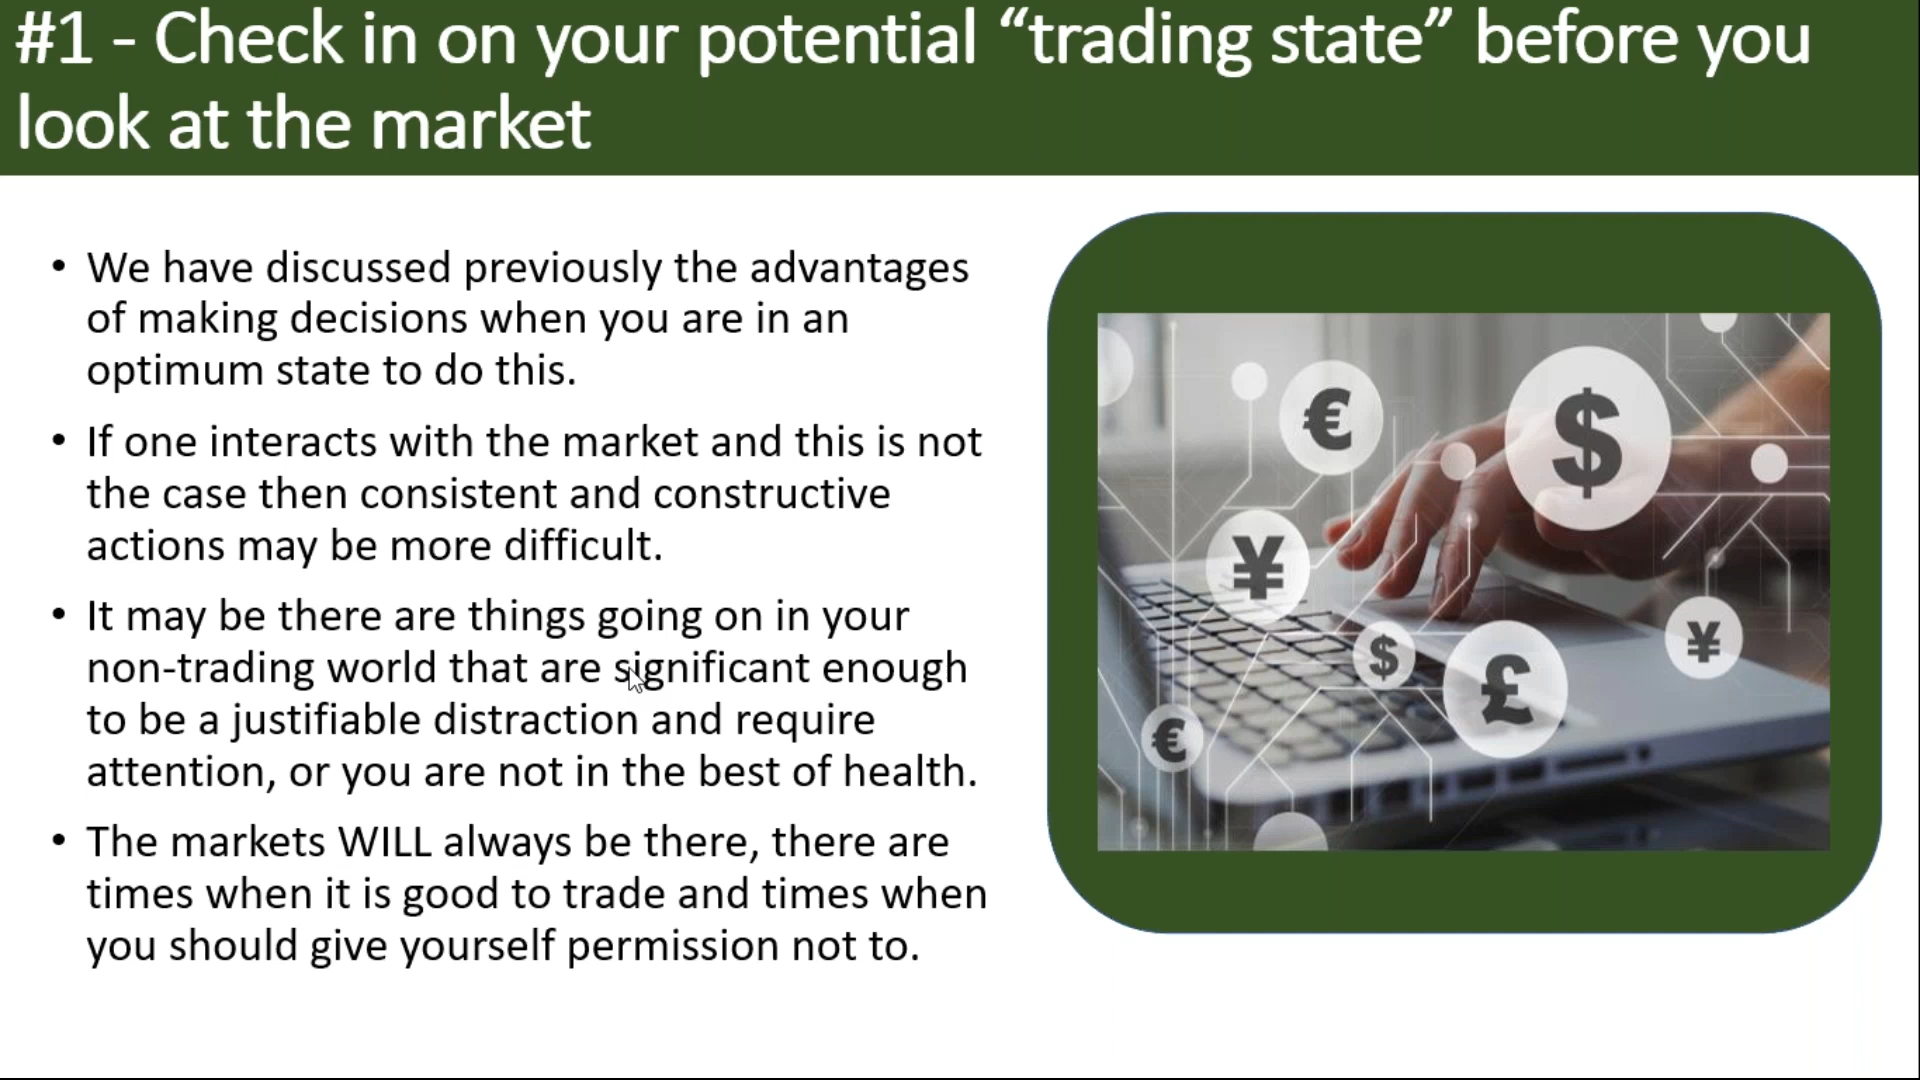 #1 - Check in on your potential “trading state” before you
look at the market
• We have discussed previously the advantages
of making decisions when you are in an
optimum state to do this.
• If one interacts with the market and this is not
the case then consistent and constructive
actions may be more difficult.
• It may be there are things going on in your
non-trading world that are significant enough
to be a justifiable distraction and require
attention, or you are not in the best of health.
• The markets WILL always be there, there are
times when it is good to trade and times when
you should give yourself permission not to.
€
$
¥
$
¥
£
€